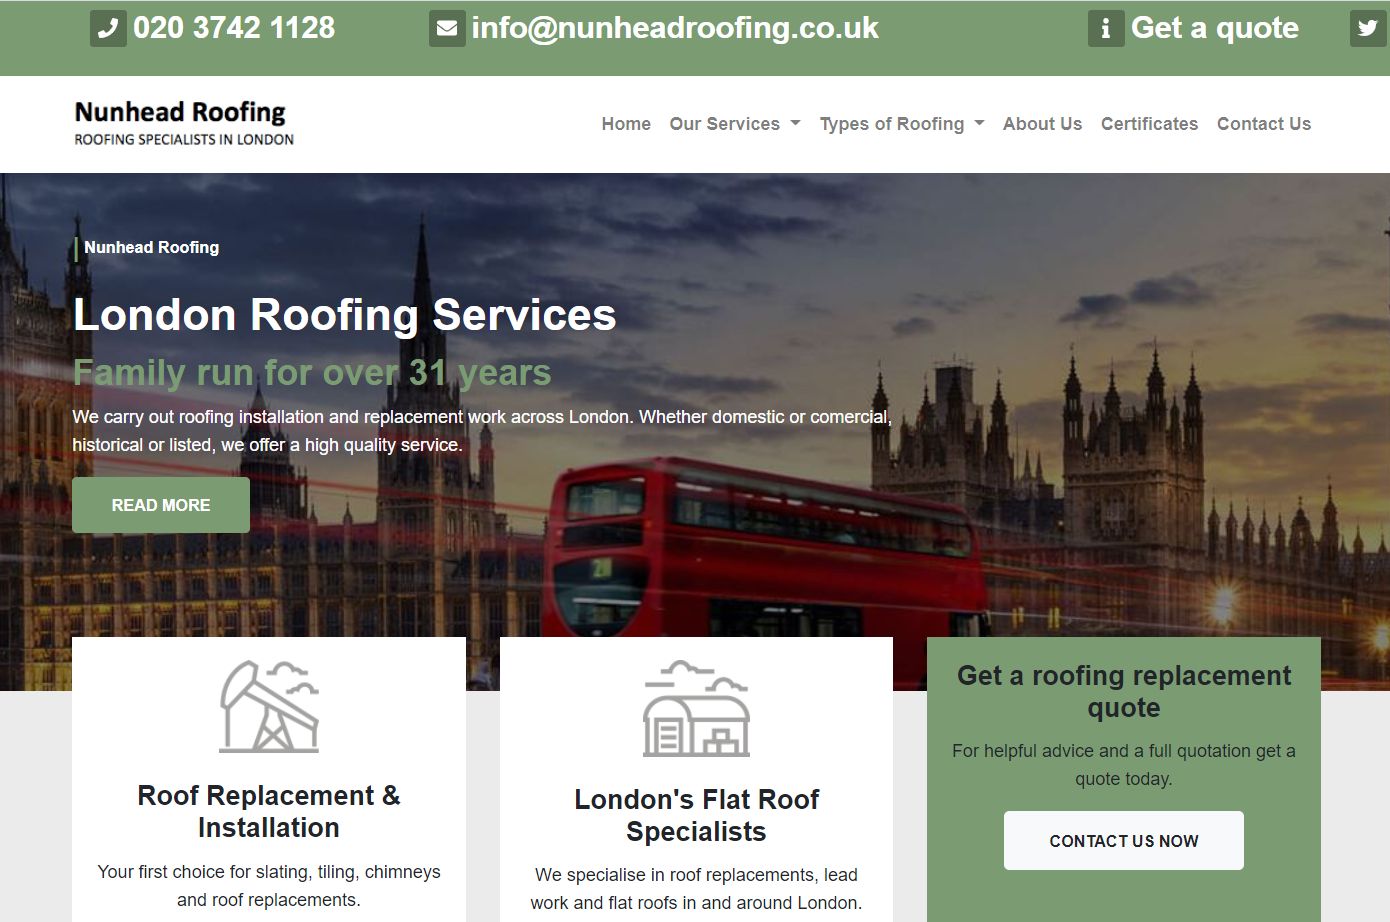 020 3742 1128
info@nunheadroofing.co.uk
Get a quote
Nunhead Roofing
ROOFING SPECIALISTS IN LONDON
Home
Our Services
Types of Roofing
About Us
Certificates
Contact Us
Nunhead Roofing
London Roofing Services
Family run for over 31 years
We carry out roofing installation and replacement work across London. Whether domestic or comercial,
historical or listed, we offer a high quality service.
READ MORE
Roof Replacement &
Installation
Your first choice for slating, tiling, chimneys
and roof replacements.
London's Flat Roof
Specialists
We specialise in roof replacements, lead
work and flat roofs in and around London.
Get a roofing replacement
quote
For helpful advice and a full quotation get a
quote today.
CONTACT US NOW